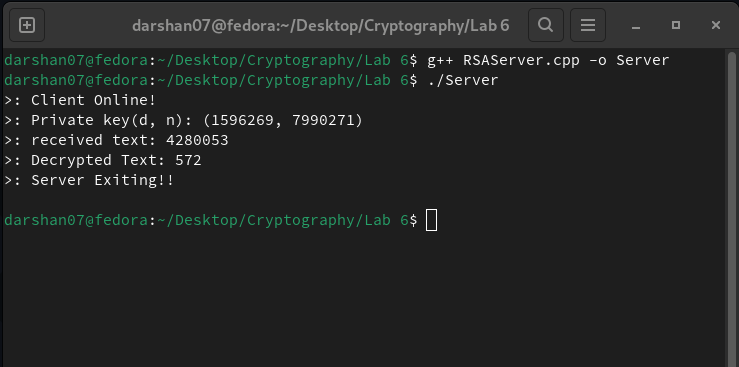 darshan07@fedora:~/Desktop/Cryptography/Lab 6
darshan07@fedora:~/Desktop/Cryptography/Lab 6$ g++ RSAServer.cpp -o Server
darshan07@fedora:~/Desktop/Cryptography/Lab 6$ ./Server
>: Client Online!
>: Private key(d, n): (1596269, 7990271)
>: received text: 4280053
>: Decrypted Text: 572
>: Server Exiting!!
darshan07@fedora:~/Desktop/Cryptography/Lab 6$